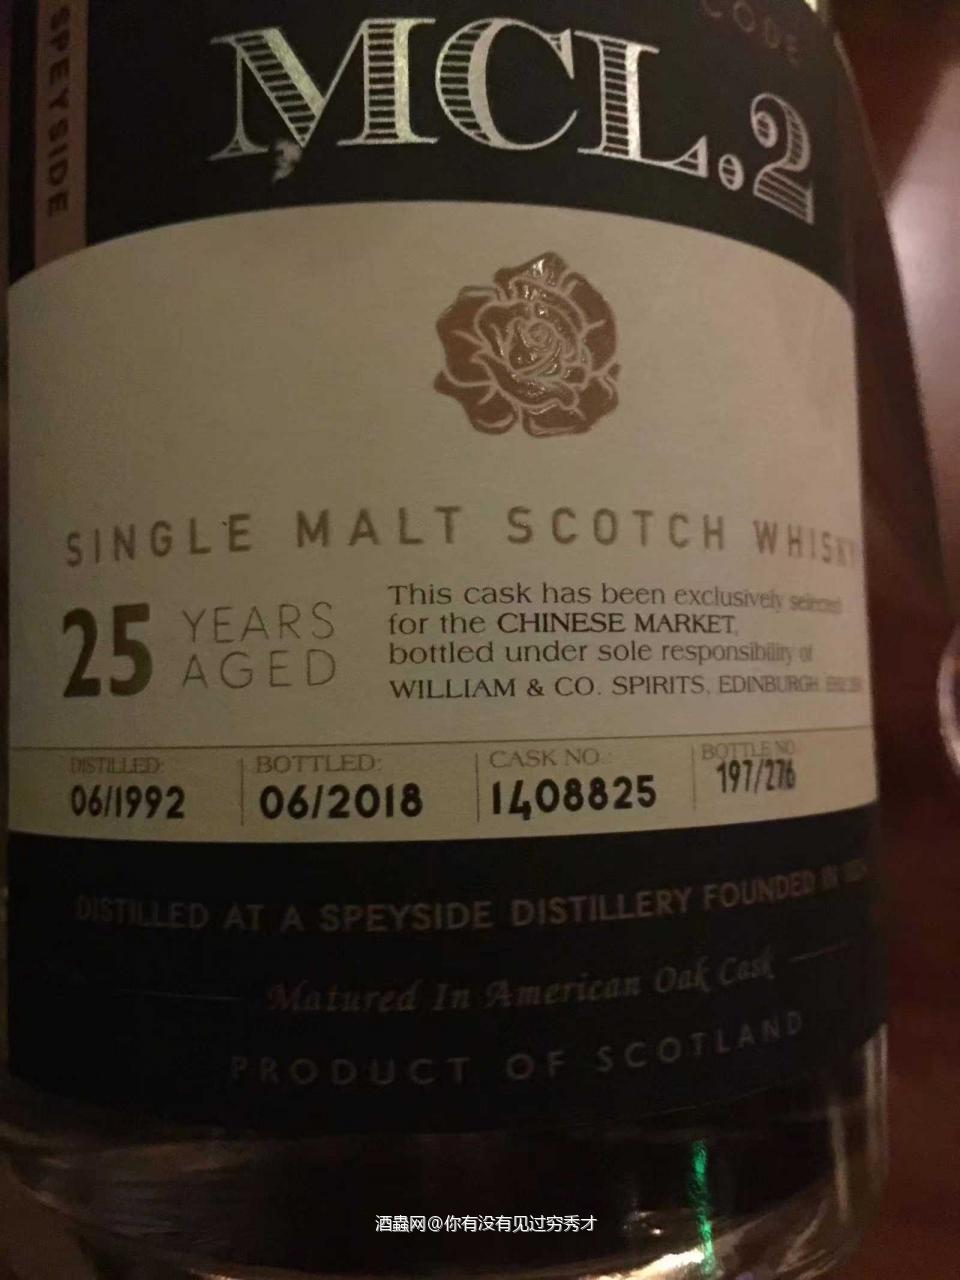 CODE
SPEYSIDE
MCL.2
SINGLE MALT SCOTCH WHISKY
25 YEARS AGED
This cask has been exclusively selected
for the CHINESE MARKET,
bottled under sole responsibility of
WILLIAM & CO. SPIRITS, EDINBURGH
DISTILLED: BOTTLED: CASK NO.: BOTTLE NO.
06/1992 06/2018 1408825 197/276
DISTILLED AT A SPEYSIDE DISTILLERY FOUNDED IN
Matured In American Oak Cask
PRODUCT OF SCOTLAND
酒蟲网@你有没有见过穷秀才